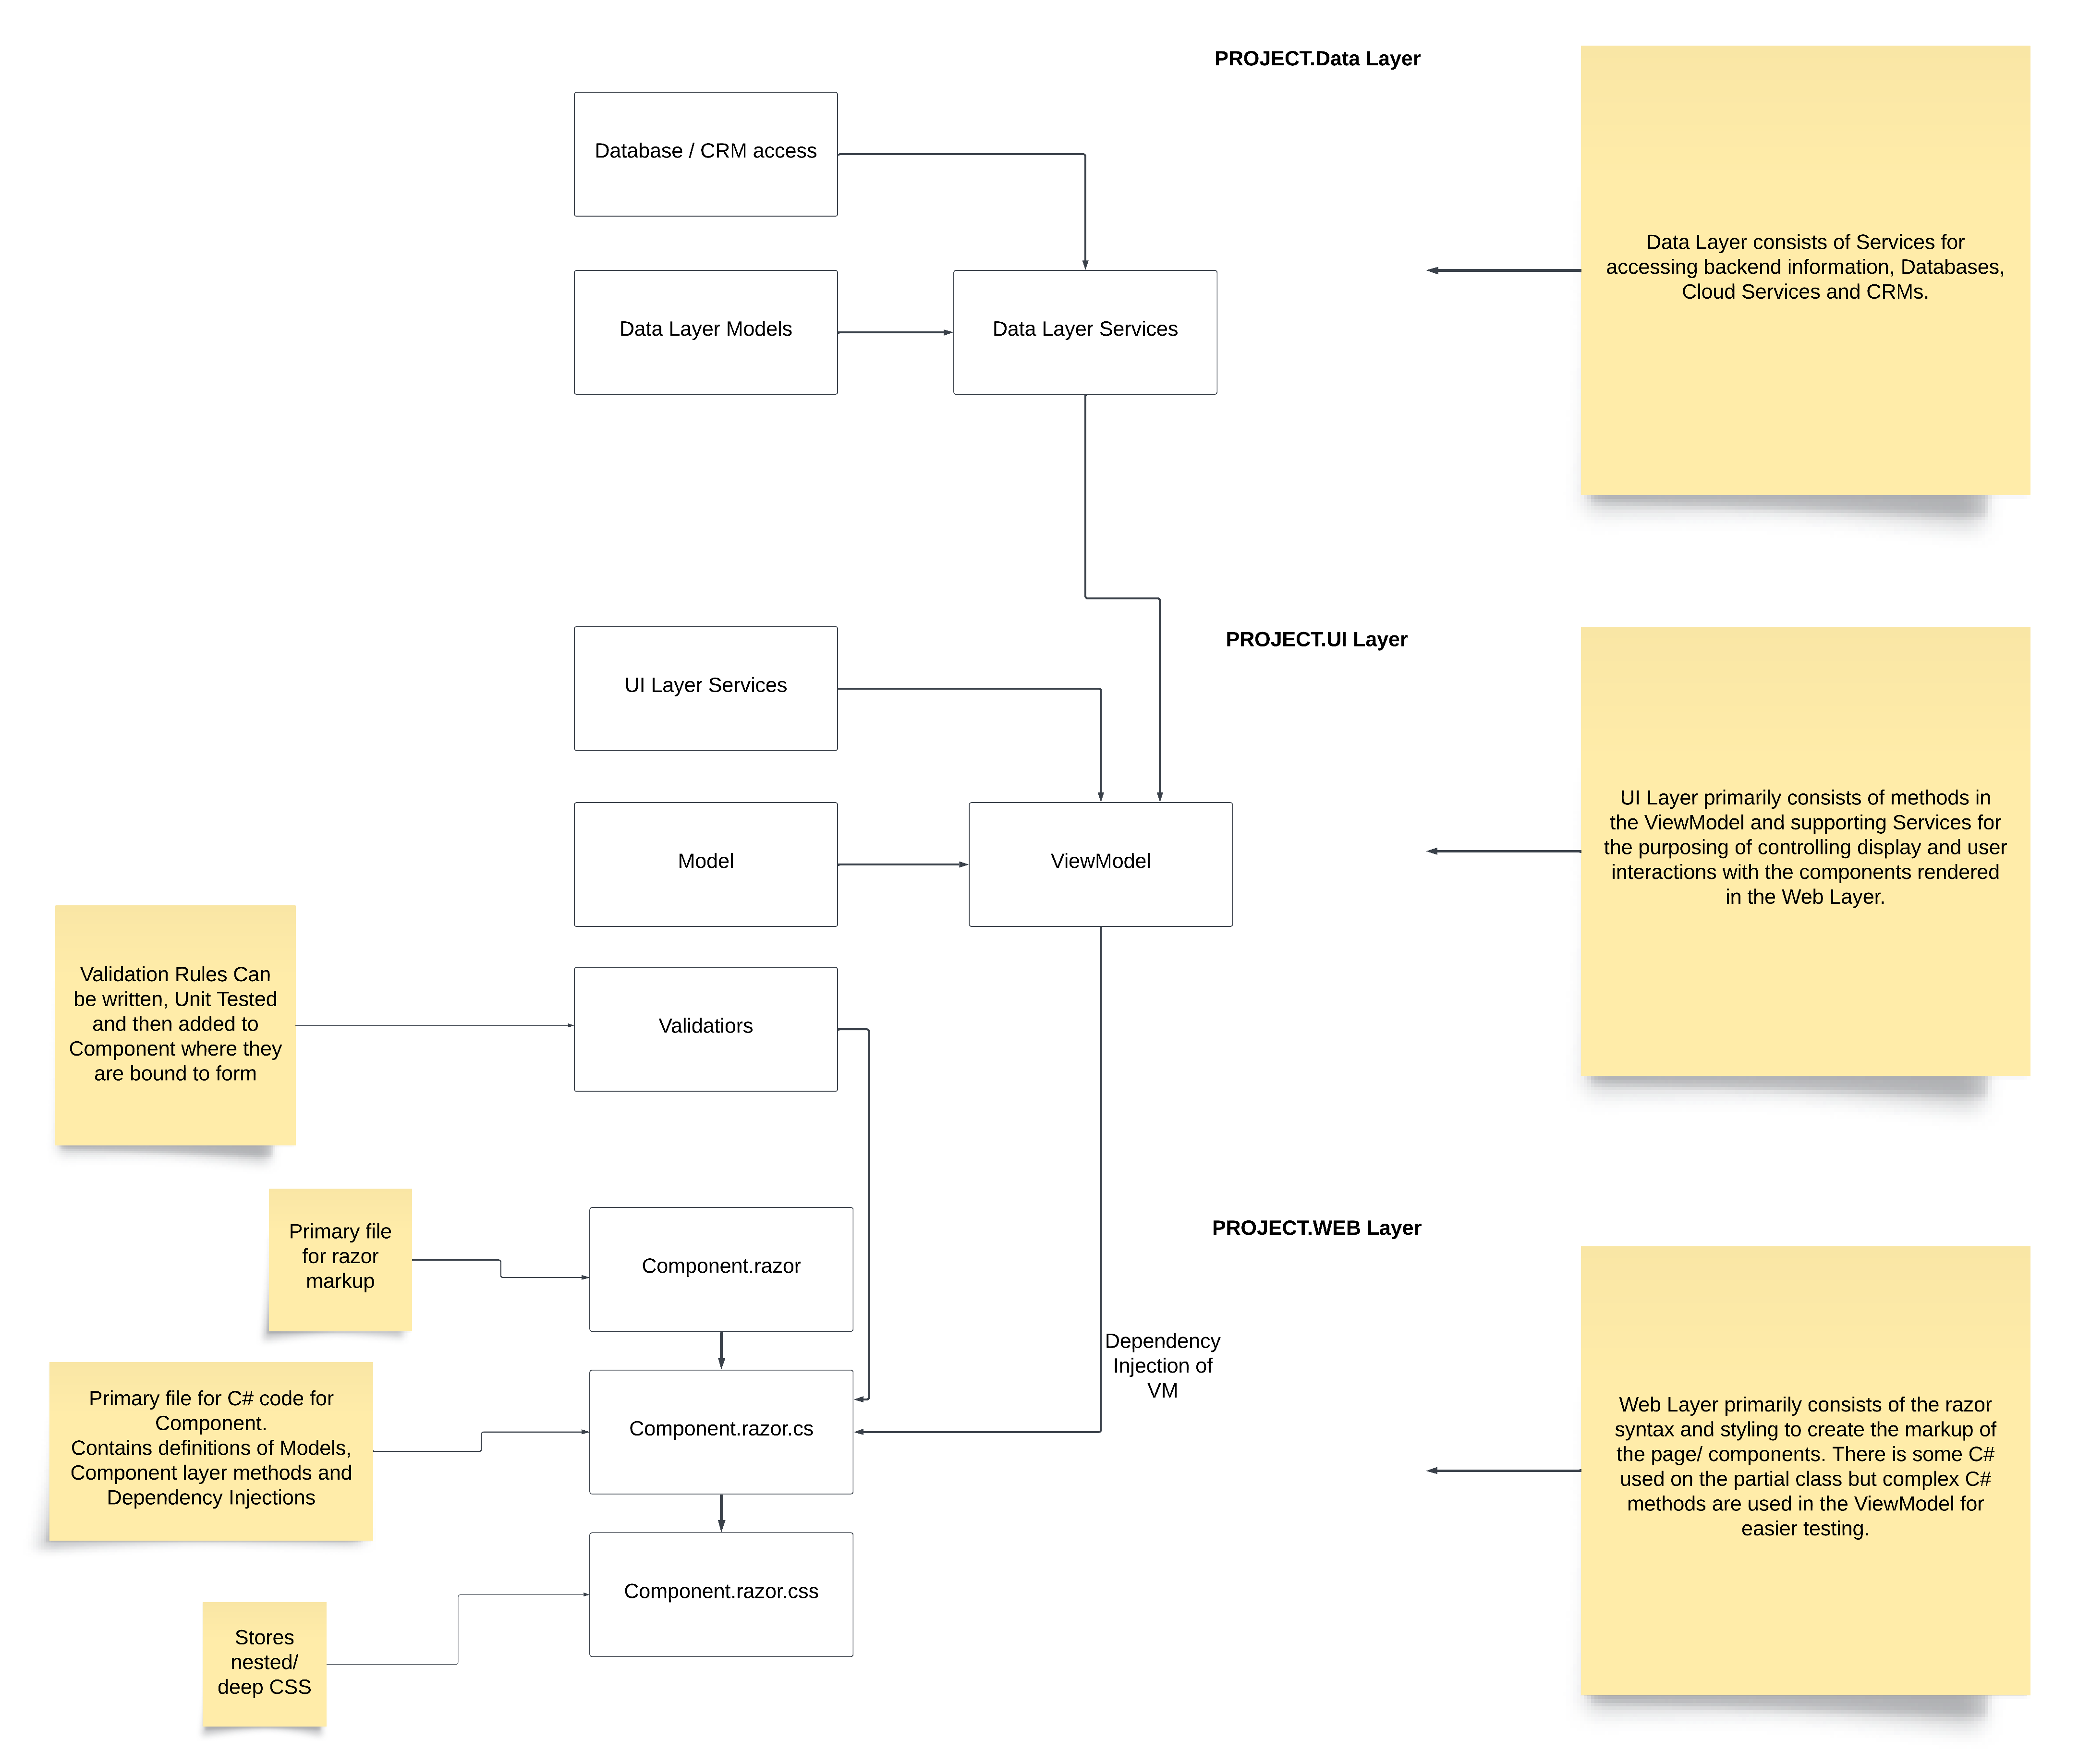 PROJECT.Data Layer
Database / CRM access
Data Layer consists of Services for
accessing backend information, Databases,
Cloud Services and CRMs.
Data Layer Models
Data Layer Services
PROJECT.UI Layer
UI Layer Services
UI Layer primarily consists of methods in
the ViewModel and supporting Services for
the purposing of controlling display and user
interactions with the components rendered
in the Web Layer.
Model
ViewModel
Validation Rules Can
be written, Unit Tested
and then added to
Component where they
are bound to form
Validatiors
PROJECT.WEB Layer
Primary file
for razor
markup
Component.razor
Dependency
Injection of
VM
Primary file for C# code for
Component.
Contains definitions of Models,
Component layer methods and
Dependency Injections
Component.razor.cs
Web Layer primarily consists of the razor
syntax and styling to create the markup of
the page/ components. There is some C#
used on the partial class but complex C#
methods are used in the ViewModel for
easier testing.
Component.razor.css
Stores
nested/
deep CSS